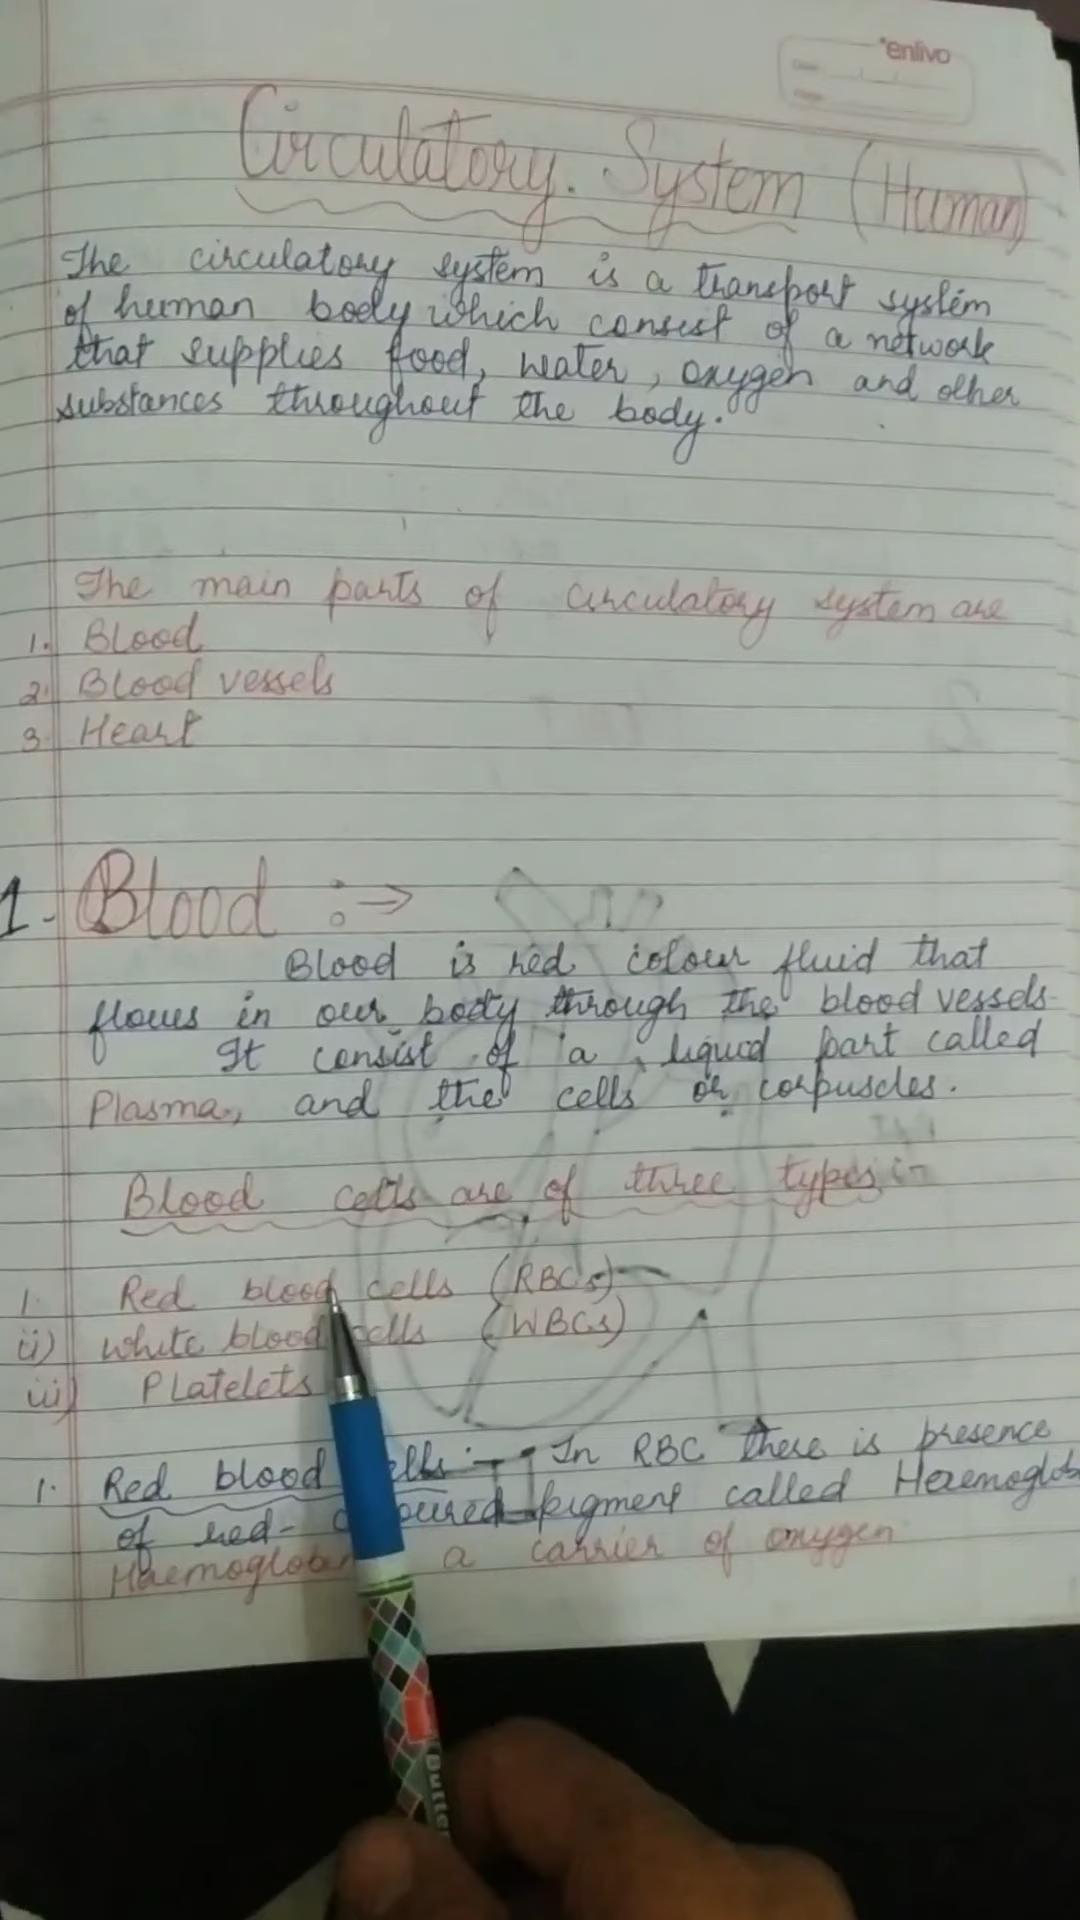 enlivo
Circulatory System (Human)
The circulatory system is a transport system
of human body which consist of a network
that supplies food, water, oxygen and other
substances throughout the body.
The main parts of circulatory system are
1. Blood
2. Blood vessels
3. Heart
1. Blood :→
Blood is red colour fluid that
flows in our body through the blood vessels
It consist of a liquid part called
Plasma, and the cells or corpuscles.
Blood cells are of three types :-
1. Red blood cells (RBCs)
ii) White blood cells (WBCs)
iii) Platelets
1. Red blood cells :- In RBC there is presence
of red- pigment called Haemoglob
Haemoglob a carrier of oxygen